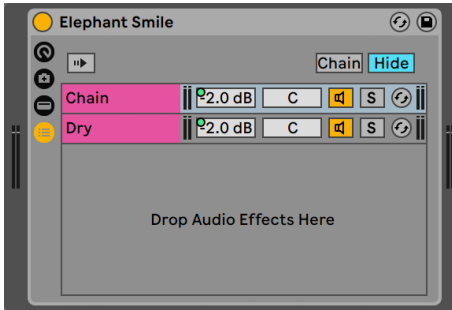 Elephant Smile
Chain Hide
Chain -2.0 dB C S
Dry -2.0 dB C S
Drop Audio Effects Here